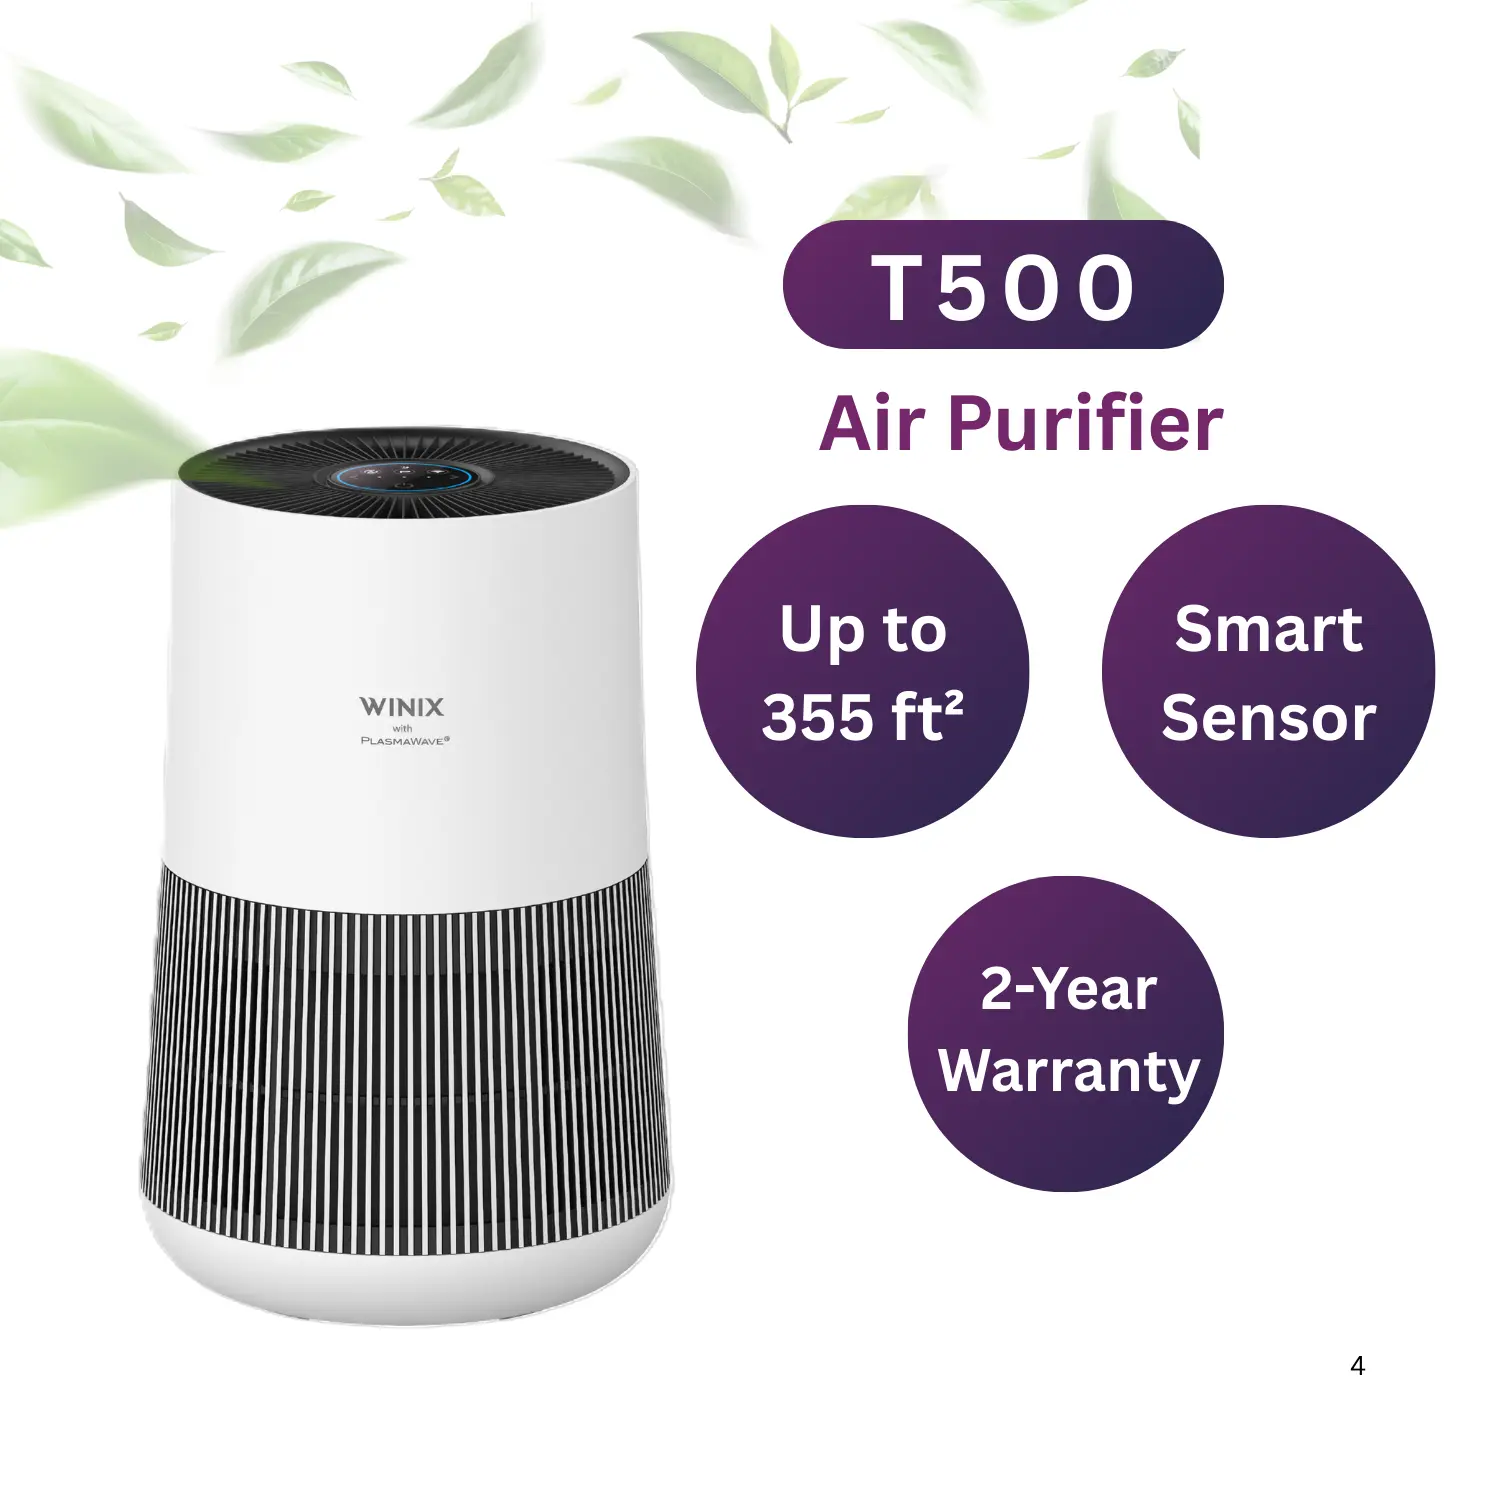 T500
Air Purifier
Up to
355 ft²
Smart
Sensor
2-Year
Warranty
WINIX
with
PLASMAWAVE®
4